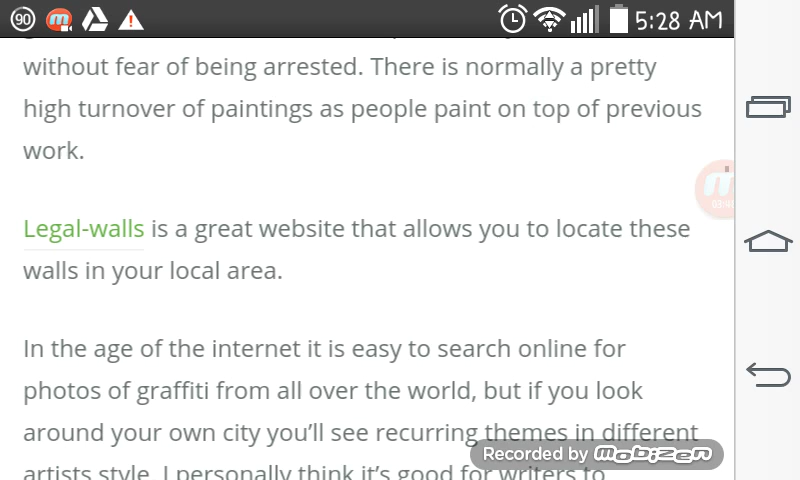 90
5:28 AM
without fear of being arrested. There is normally a pretty
high turnover of paintings as people paint on top of previous
work.
Legal-walls is a great website that allows you to locate these
walls in your local area.
In the age of the internet it is easy to search online for
photos of graffiti from all over the world, but if you look
around your own city you'll see recurring themes in different
Recorded by mobizen
artists style. I personally think it's good for writers to